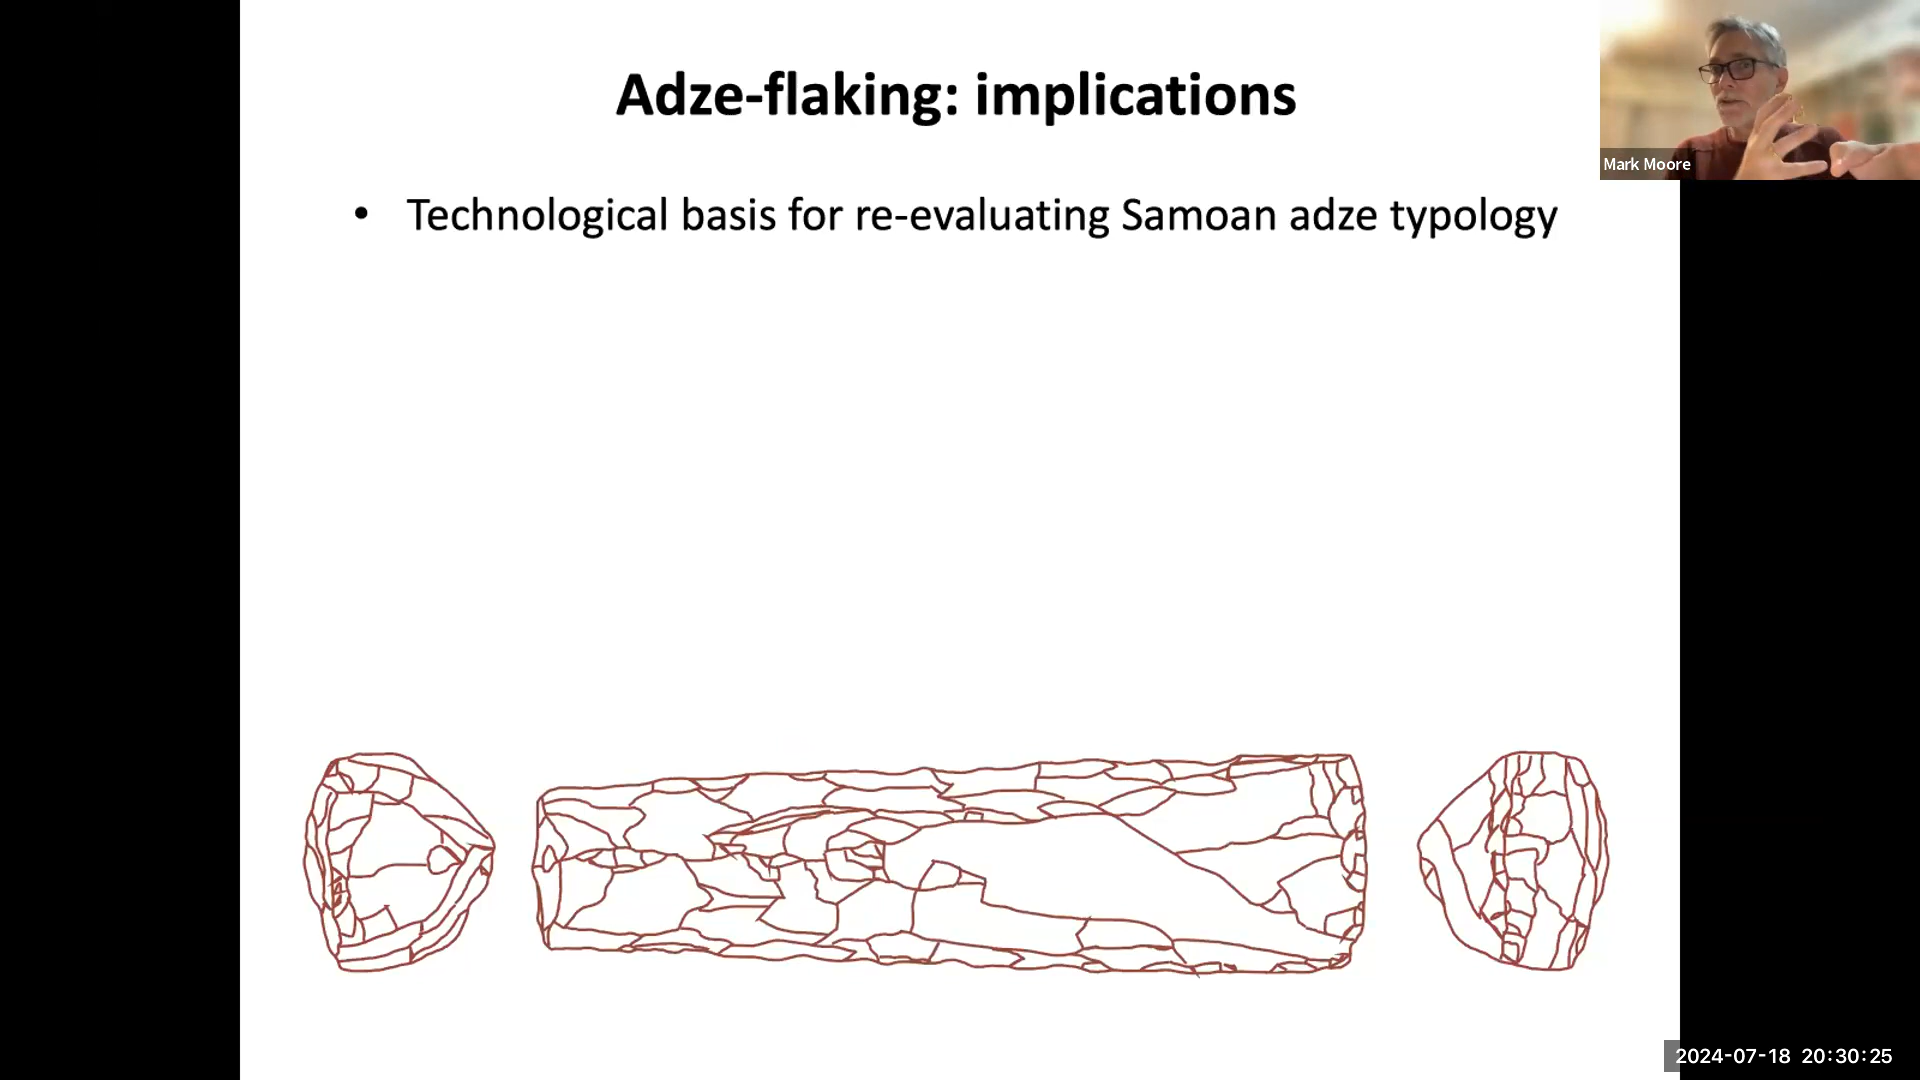 Adze-flaking: implications
Mark Moore
• Technological basis for re-evaluating Samoan adze typology
2024-07-18 20:30:25